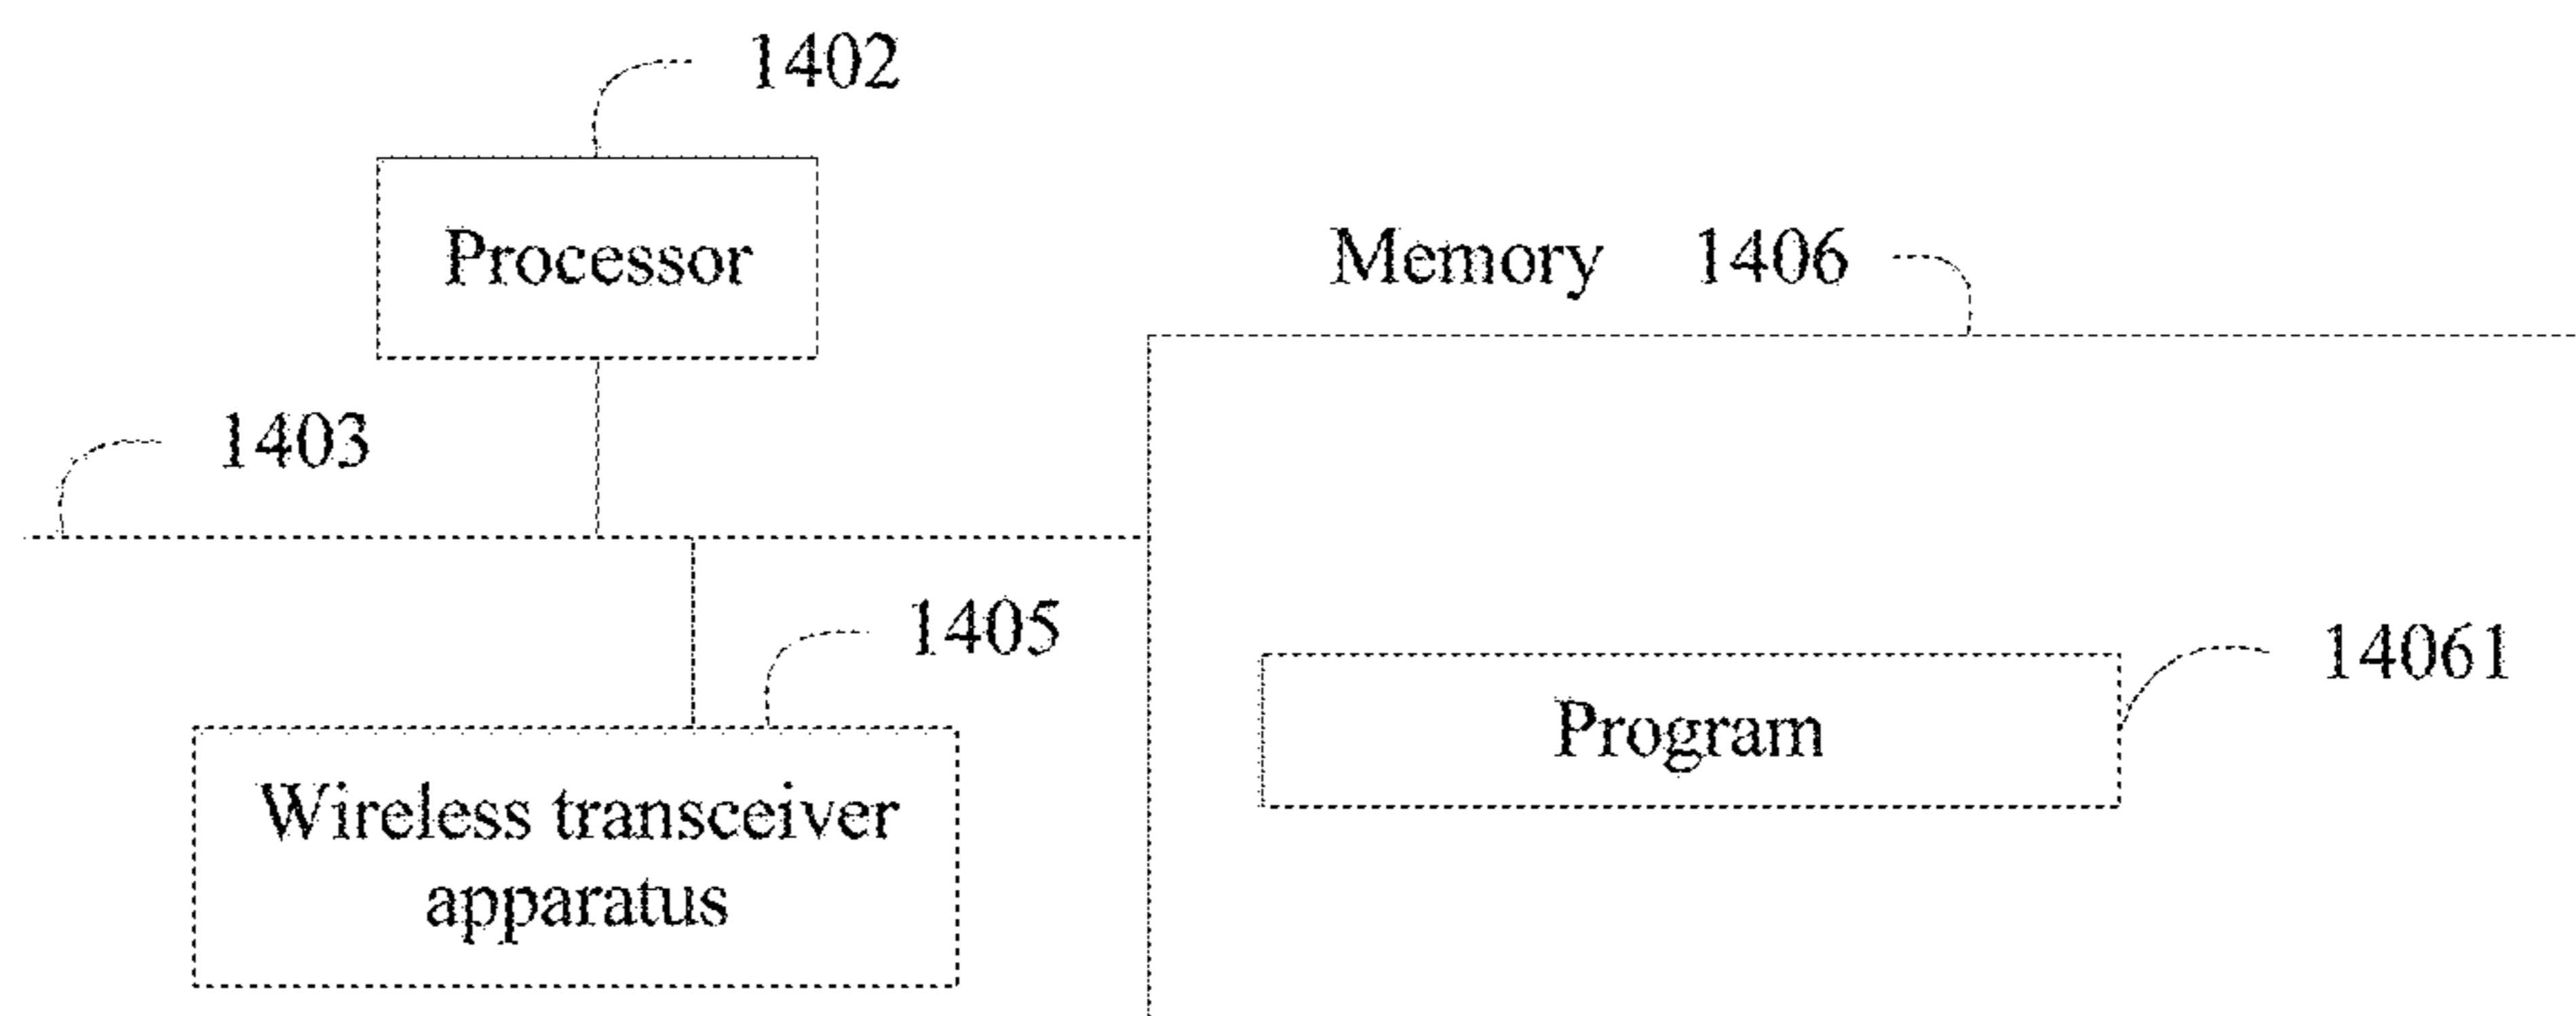 1402
Processor
Memory 1406
1403
1405
14061
Program
Wireless transceiver
apparatus